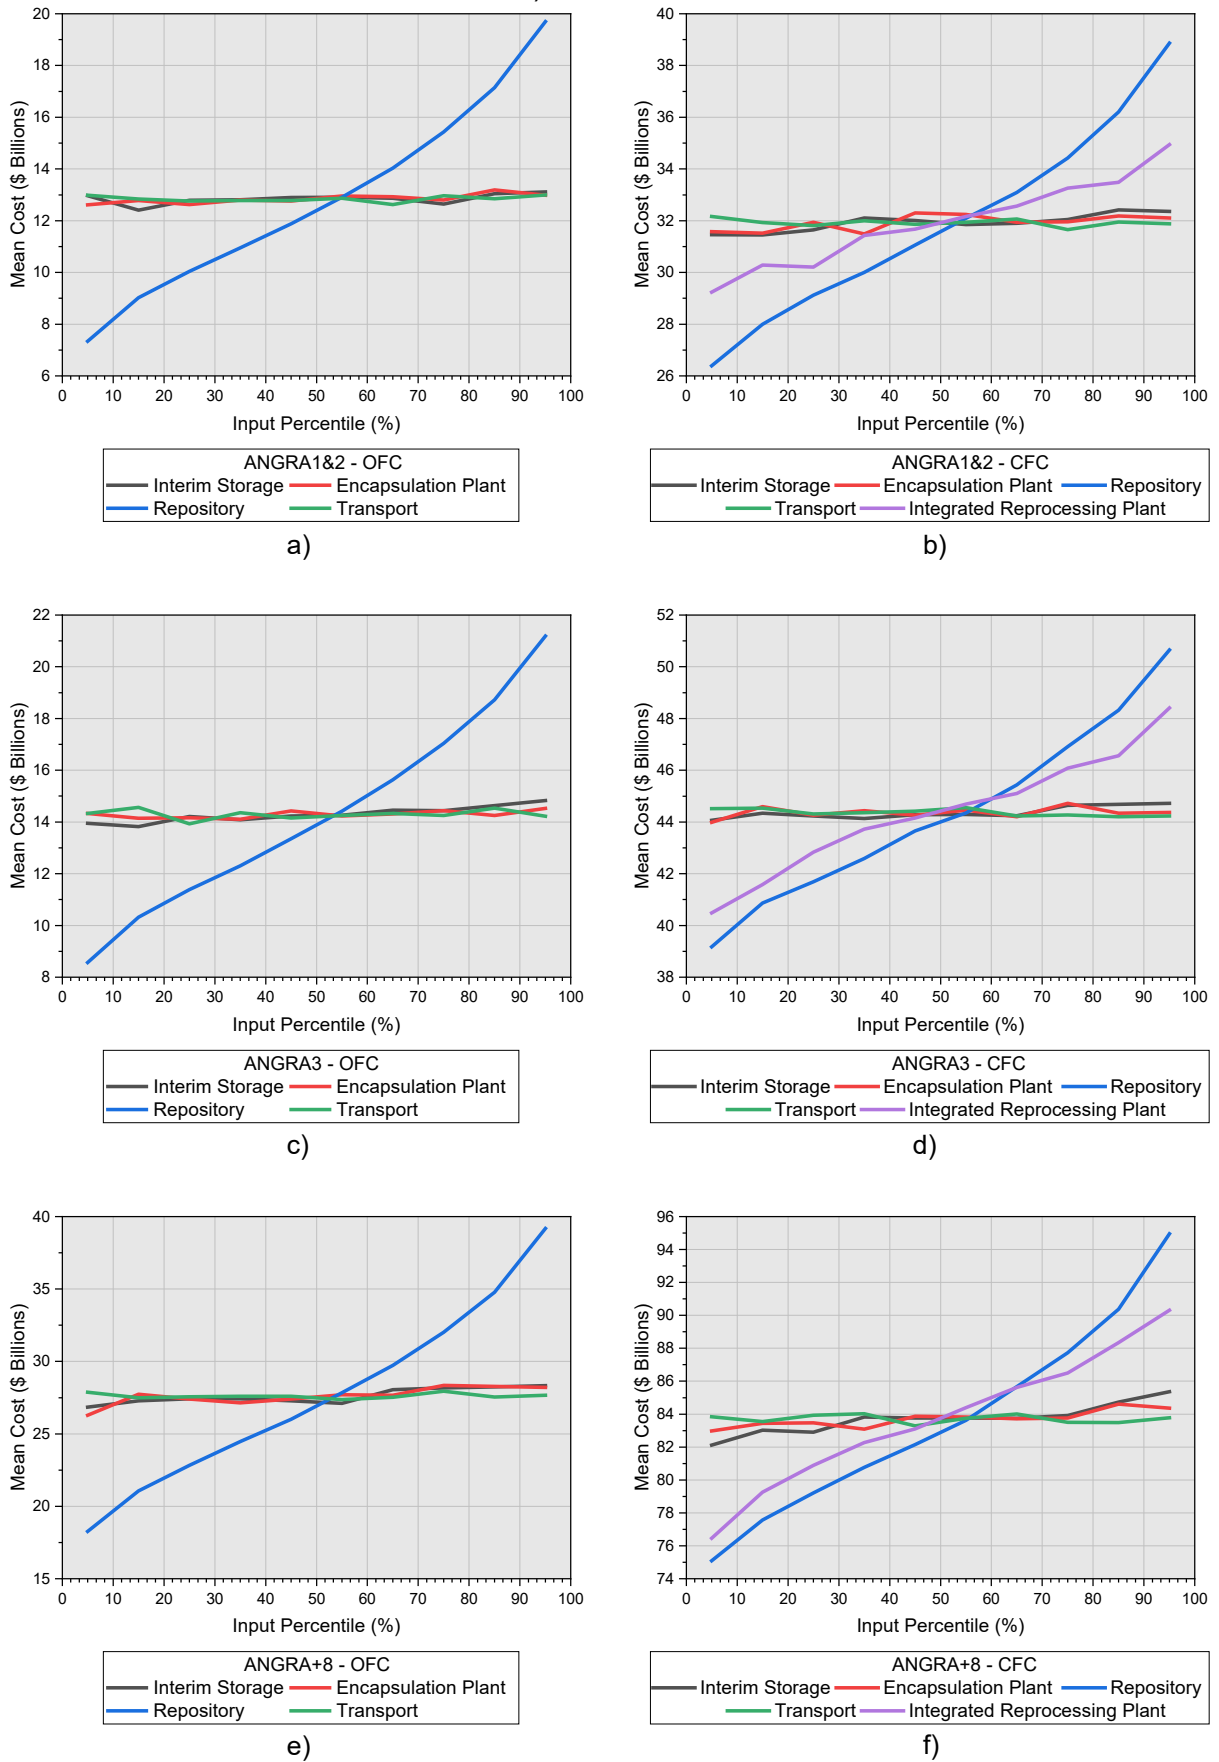 20
18
16
14
12
10
8
6
Mean Cost ($ Billions)
0 10 20 30 40 50 60 70 80 90 100
Input Percentile (%)
ANGRA1&2 - OFC
Interim Storage Encapsulation Plant
Repository Transport
a)
40
38
36
34
32
30
28
26
Mean Cost ($ Billions)
0 10 20 30 40 50 60 70 80 90 100
Input Percentile (%)
ANGRA1&2 - CFC
Interim Storage Encapsulation Plant Repository
Transport Integrated Reprocessing Plant
b)
22
20
18
16
14
12
10
8
Mean Cost ($ Billions)
0 10 20 30 40 50 60 70 80 90 100
Input Percentile (%)
ANGRA3 - OFC
Interim Storage Encapsulation Plant
Repository Transport
c)
52
50
48
46
44
42
40
38
Mean Cost ($ Billions)
0 10 20 30 40 50 60 70 80 90 100
Input Percentile (%)
ANGRA3 - CFC
Interim Storage Encapsulation Plant Repository
Transport Integrated Reprocessing Plant
d)
40
35
30
25
20
15
Mean Cost ($ Billions)
0 10 20 30 40 50 60 70 80 90 100
Input Percentile (%)
ANGRA+8 - OFC
Interim Storage Encapsulation Plant
Repository Transport
e)
96
94
92
90
88
86
84
82
80
78
76
74
Mean Cost ($ Billions)
0 10 20 30 40 50 60 70 80 90 100
Input Percentile (%)
ANGRA+8 - CFC
Interim Storage Encapsulation Plant Repository
Transport Integrated Reprocessing Plant
f)